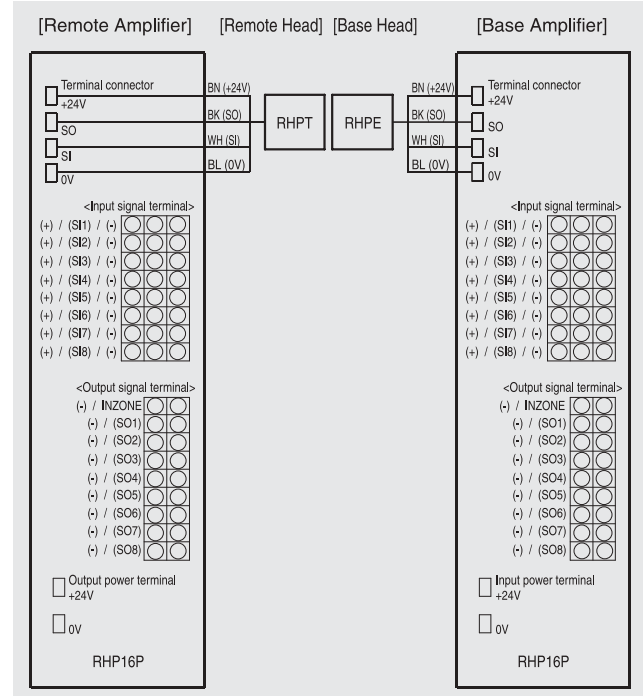 [Remote Amplifier] [Remote Head] [Base Head] [Base Amplifier]
Terminal connector
+24V
SO
SI
0V
BN (+24V)
BK (SO)
WH (SI)
BL (0V)
RHPT
RHPE
BN (+24V)
BK (SO)
WH (SI)
BL (0V)
Terminal connector
+24V
SO
SI
0V
<Input signal terminal>
(+) / (SI1) / (-)
(+) / (SI2) / (-)
(+) / (SI3) / (-)
(+) / (SI4) / (-)
(+) / (SI5) / (-)
(+) / (SI6) / (-)
(+) / (SI7) / (-)
(+) / (SI8) / (-)
<Output signal terminal>
(-) / INZONE
(-) / (SO1)
(-) / (SO2)
(-) / (SO3)
(-) / (SO4)
(-) / (SO5)
(-) / (SO6)
(-) / (SO7)
(-) / (SO8)
Output power terminal
+24V
0V
RHP16P
<Input signal terminal>
(+) / (SI1) / (-)
(+) / (SI2) / (-)
(+) / (SI3) / (-)
(+) / (SI4) / (-)
(+) / (SI5) / (-)
(+) / (SI6) / (-)
(+) / (SI7) / (-)
(+) / (SI8) / (-)
<Output signal terminal>
(-) / INZONE
(-) / (SO1)
(-) / (SO2)
(-) / (SO3)
(-) / (SO4)
(-) / (SO5)
(-) / (SO6)
(-) / (SO7)
(-) / (SO8)
Input power terminal
+24V
0V
RHP16P